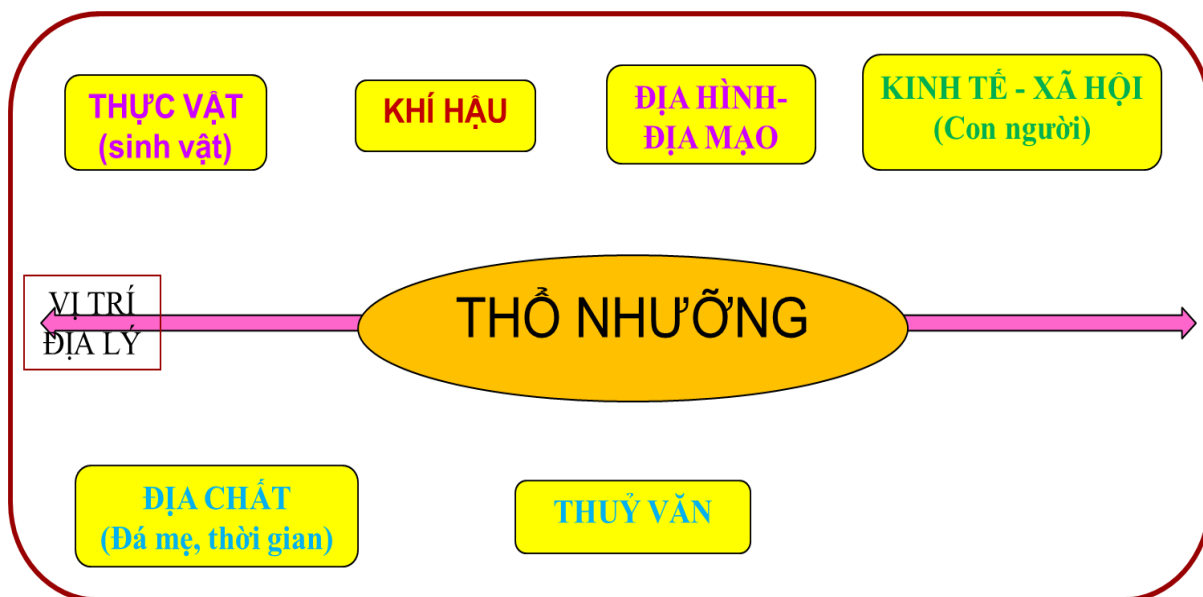 THỰC VẬT
(sinh vật)
KHÍ HẬU
ĐỊA HÌNH-
ĐỊA MẠO
KINH TẾ - XÃ HỘI
(Con người)
VỊ TRÍ
ĐỊA LÝ
THỔ NHƯỠNG
ĐỊA CHẤT
(Đá mẹ, thời gian)
THUỶ VĂN